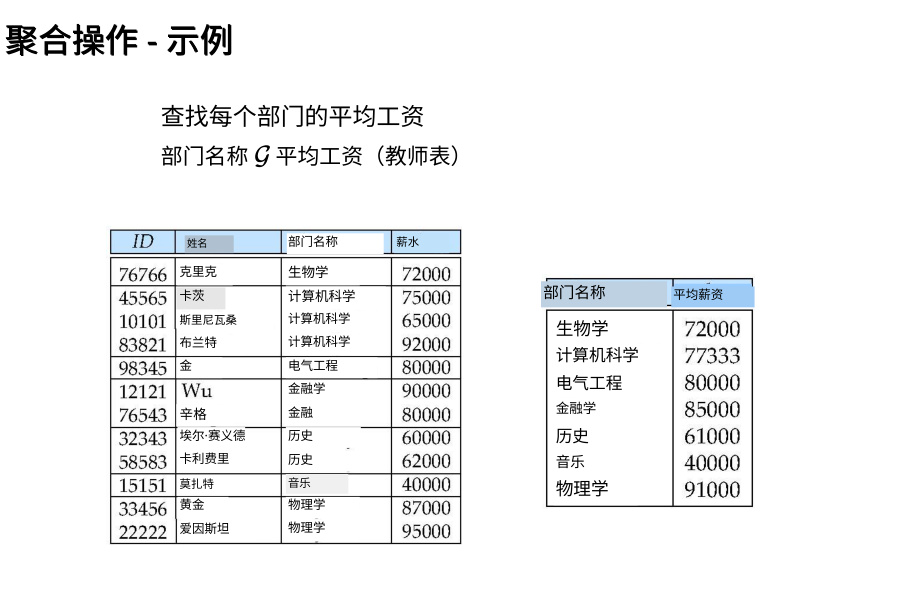 聚合操作 - 示例
查找每个部门的平均工资
部门名称 𝒢 平均工资（教师表）
ID 姓名 部门名称 薪水
76766 克里克 生物学 72000
45565 卡茨 计算机科学 75000
10101 斯里尼瓦桑 计算机科学 65000
83821 布兰特 计算机科学 92000
98345 金 电气工程 80000
12121 Wu 金融学 90000
76543 辛格 金融 80000
32343 埃尔·赛义德 历史 60000
58583 卡利费里 历史 62000
15151 莫扎特 音乐 40000
33456 黄金 物理学 87000
22222 爱因斯坦 物理学 95000
部门名称 平均薪资
生物学 72000
计算机科学 77333
电气工程 80000
金融学 85000
历史 61000
音乐 40000
物理学 91000